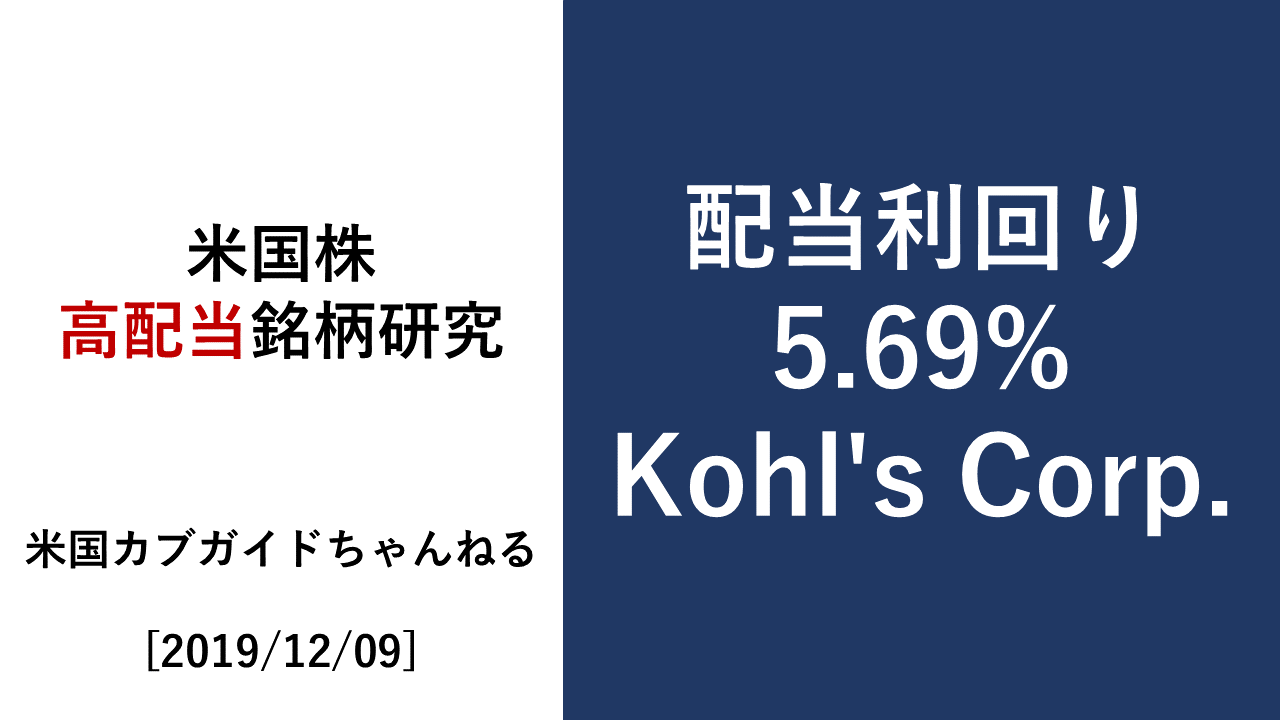 米国株
高配当銘柄研究
米国カブガイドちゃんねる
[2019/12/09]
配当利回り
5.69%
Kohl's Corp.